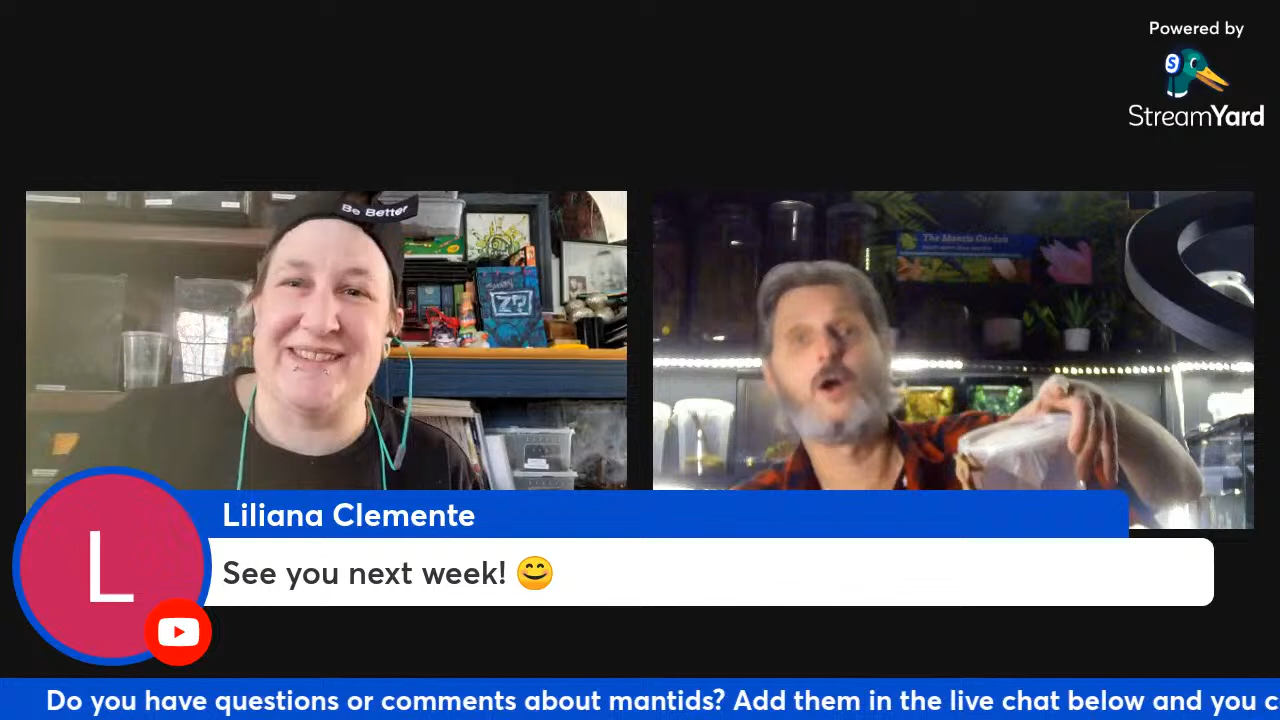 Powered by
StreamYard
Be Better
The Mantis Garden
Z?
Liliana Clemente
See you next week! 😊
L
Do you have questions or comments about mantids? Add them in the live chat below and you c